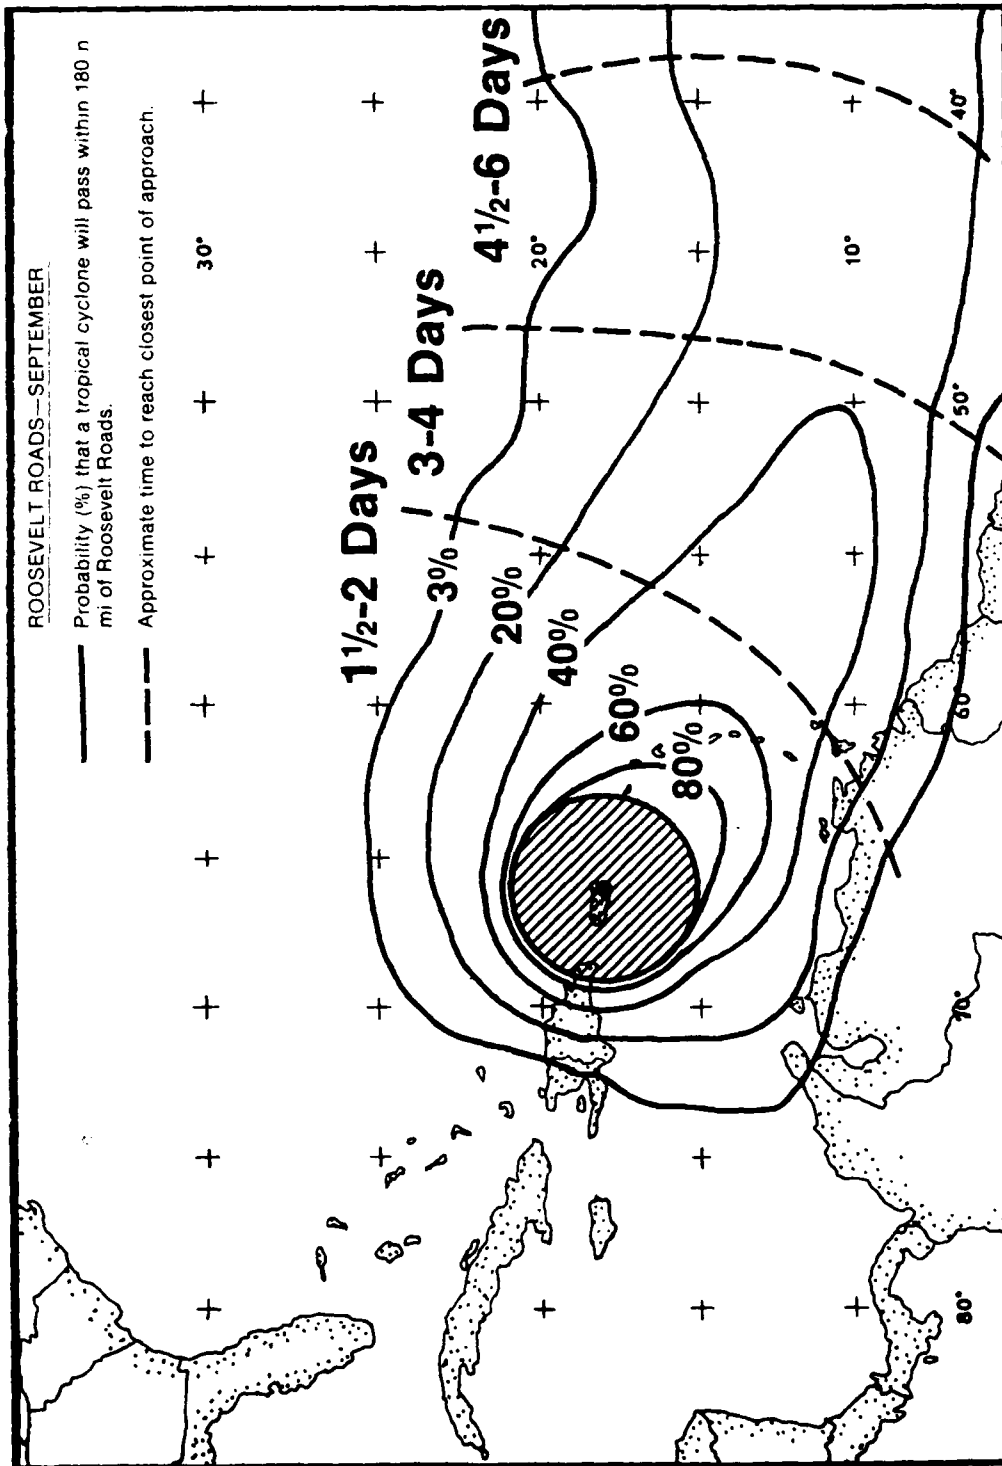 ROOSEVELT ROADS—SEPTEMBER
Probability (%) that a tropical cyclone will pass within 180 n
mi of Roosevelt Roads.
Approximate time to reach closest point of approach.
30°
1½-2 Days
3-4 Days
4½-6 Days
3%
20%
40%
60%
80%
20°
10°
80°
70°
60
50°
40°